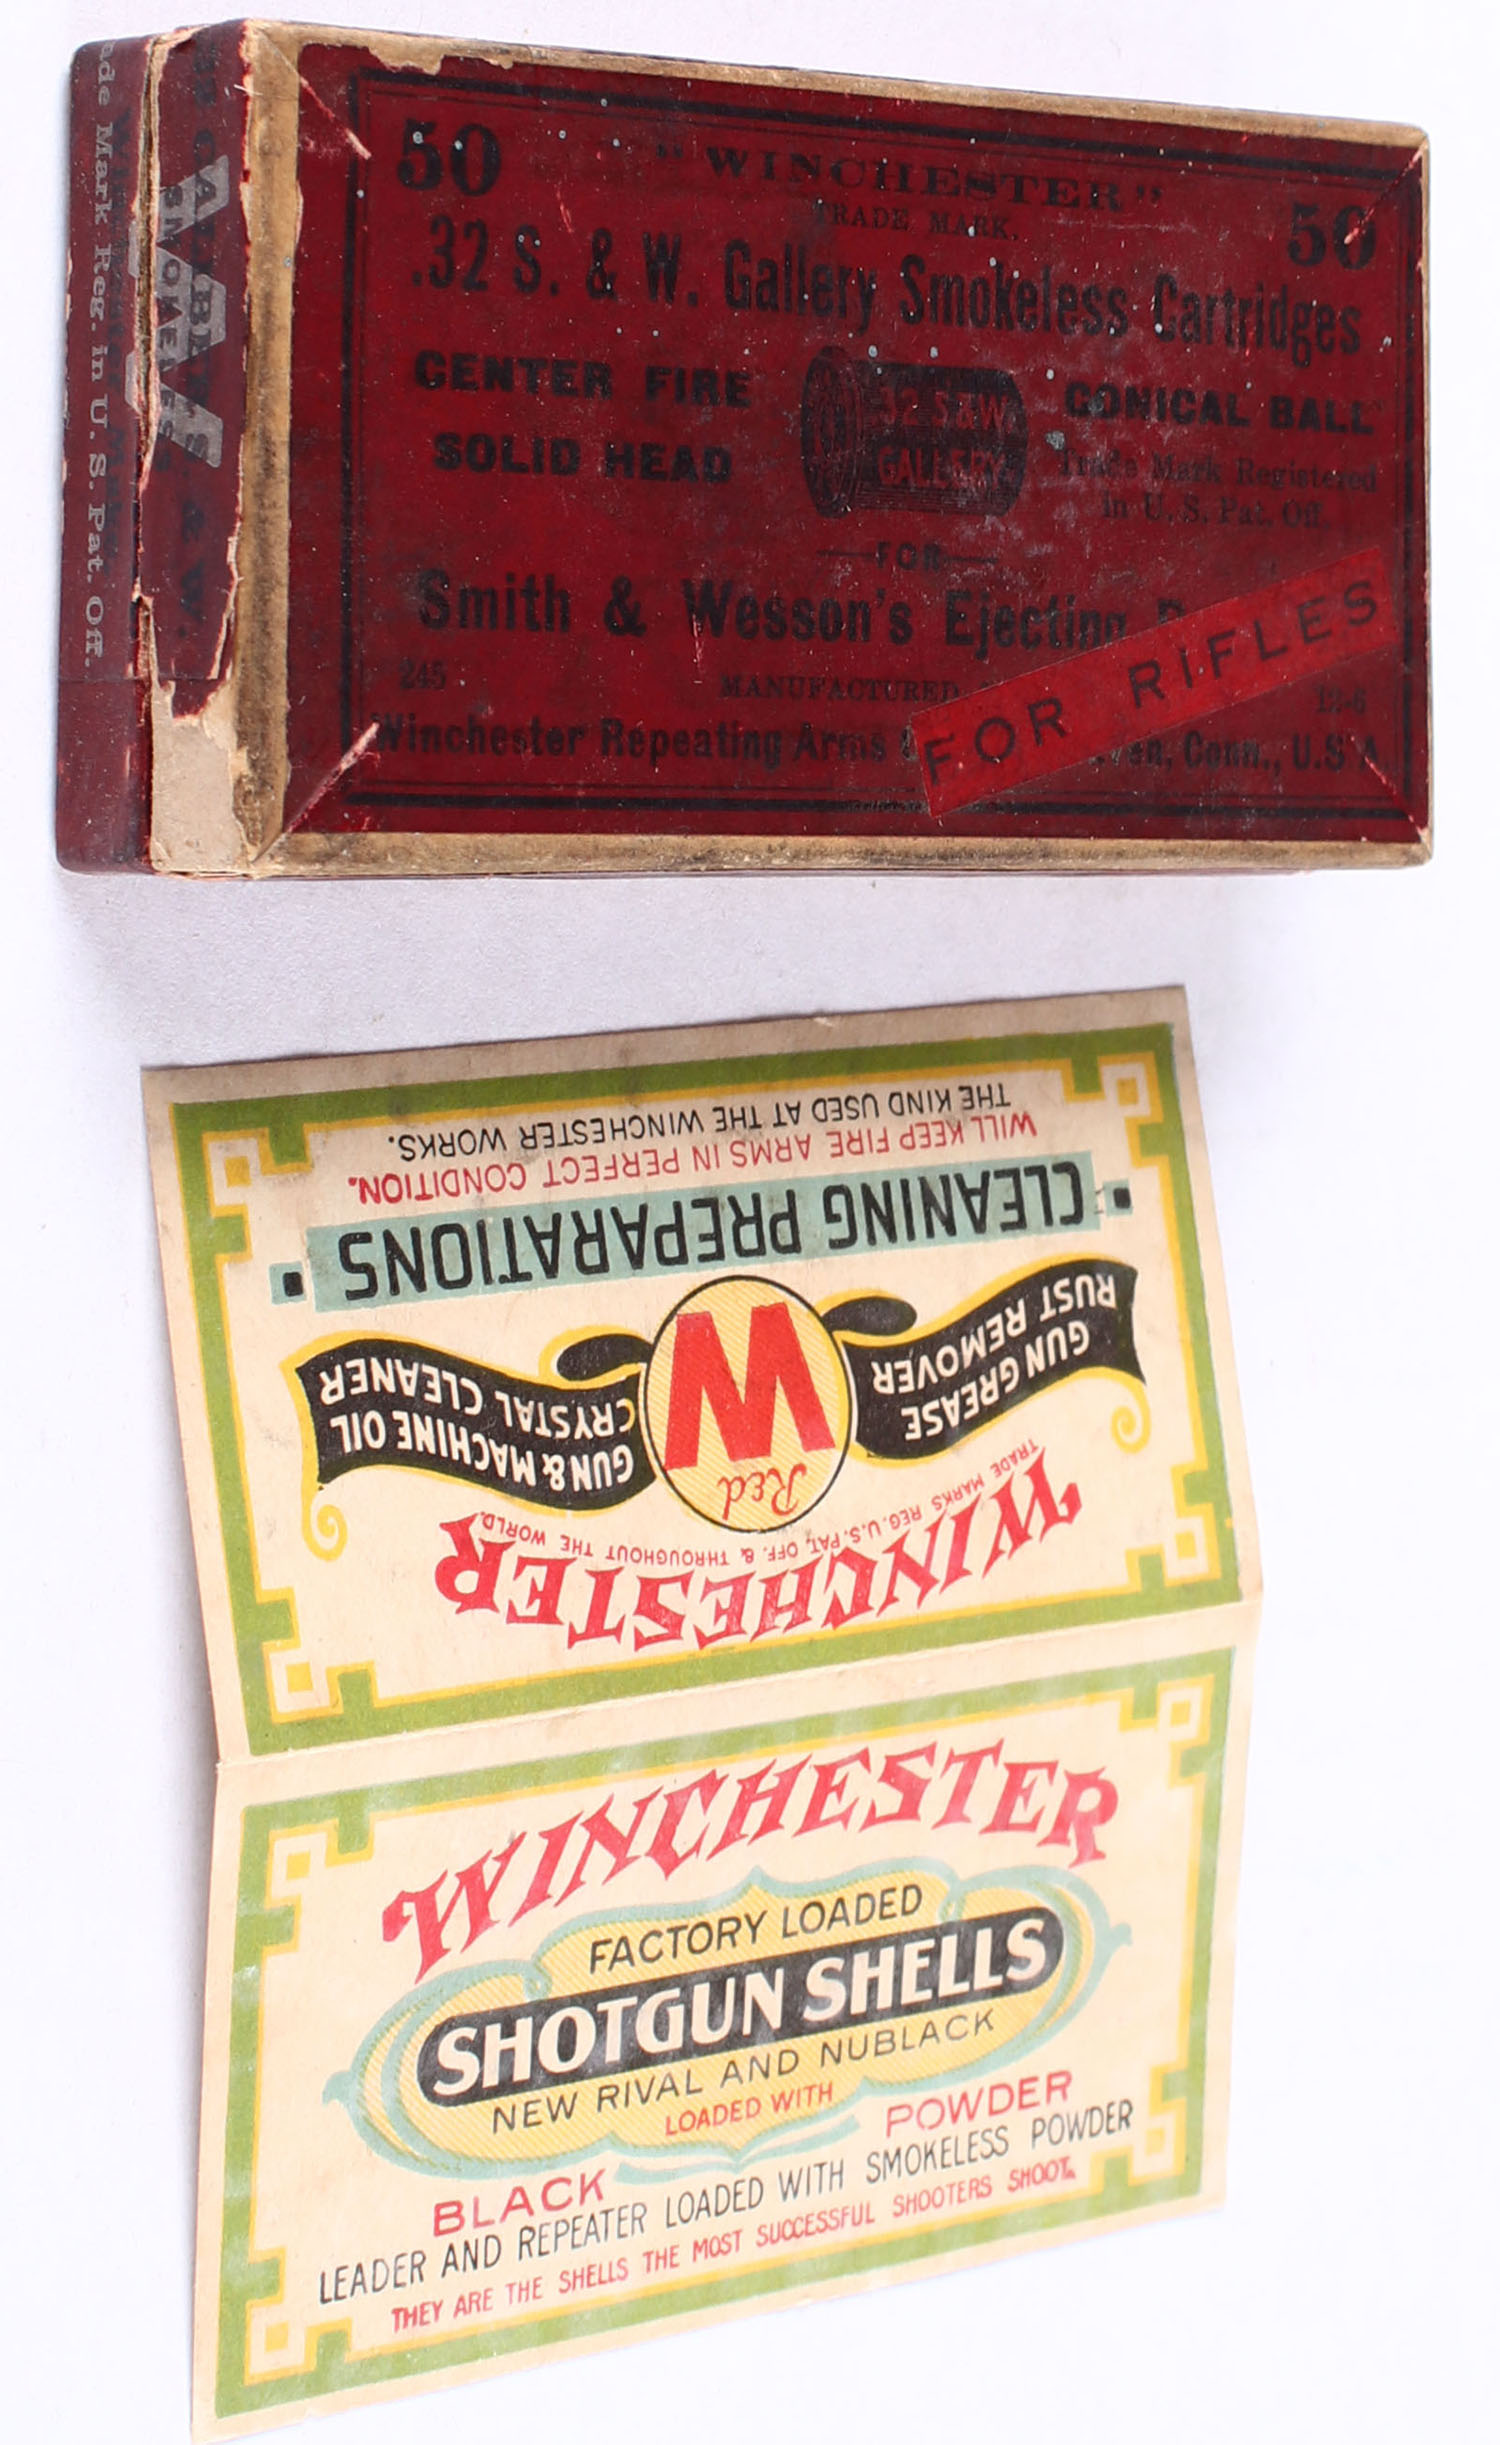 50 "WINCHESTER" 50
TRADE MARK.
.32 S. & W. Gallery Smokeless Cartridges
CENTER FIRE
SOLID HEAD
32 S&W
GALLERY
CONICAL BALL
Trade Mark Registered
in U. S. Pat. Off.
FOR
Smith & Wesson's Ejecting
245
MANUFACTURED
12-6
Winchester Repeating Arms
Conn., U.S.A.
FOR RIFLES
32 CALIBRE S. & W.
W
SMOKELESS
Mark Reg. in U. S. Pat. Off.
WINCHESTER
TRADE MARKS REG. U.S. PAT. OFF. & THROUGHOUT THE WORLD.
GUN & MACHINE OIL
CRYSTAL CLEANER
Red
W
GUN GREASE
RUST REMOVER
· CLEANING PREPARATIONS ·
WILL KEEP FIRE ARMS IN PERFECT CONDITION.
THE KIND USED AT THE WINCHESTER WORKS.
WINCHESTER
FACTORY LOADED
SHOTGUN SHELLS
NEW RIVAL AND NUBLACK
LOADED WITH
BLACK POWDER
LEADER AND REPEATER LOADED WITH SMOKELESS POWDER
THEY ARE THE SHELLS THE MOST SUCCESSFUL SHOOTERS SHOOT.